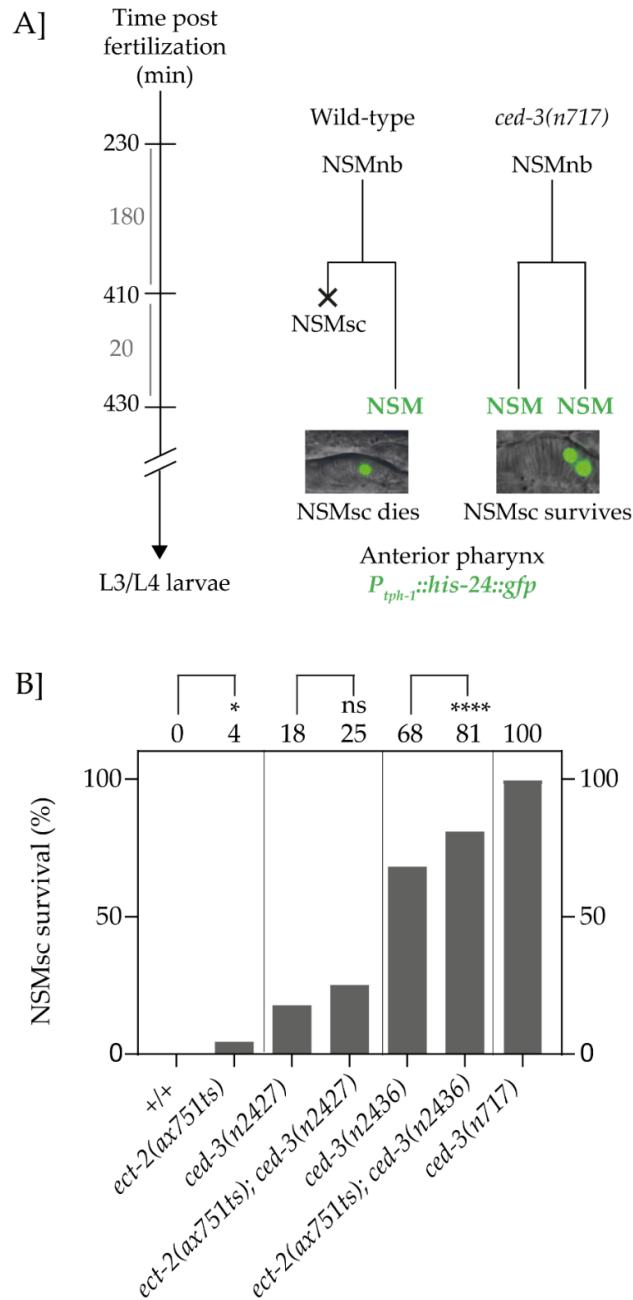 A]
Time post
fertilization
(min)
230
180
410
20
430
L3/L4 larvae
Wild-type
NSMnb
NSMsc
NSM
NSMsc dies
ced-3(n717)
NSMnb
NSM NSM
NSMsc survives
Anterior pharynx
Ptph-1::his-24::gfp
B]
* ns ****
0 4 18 25 68 81 100
NSMsc survival (%)
100
50
0
100
50
0
+/+
ect-2(ax751ts)
ced-3(n2427)
ect-2(ax751ts); ced-3(n2427)
ced-3(n2436)
ect-2(ax751ts); ced-3(n2436)
ced-3(n717)